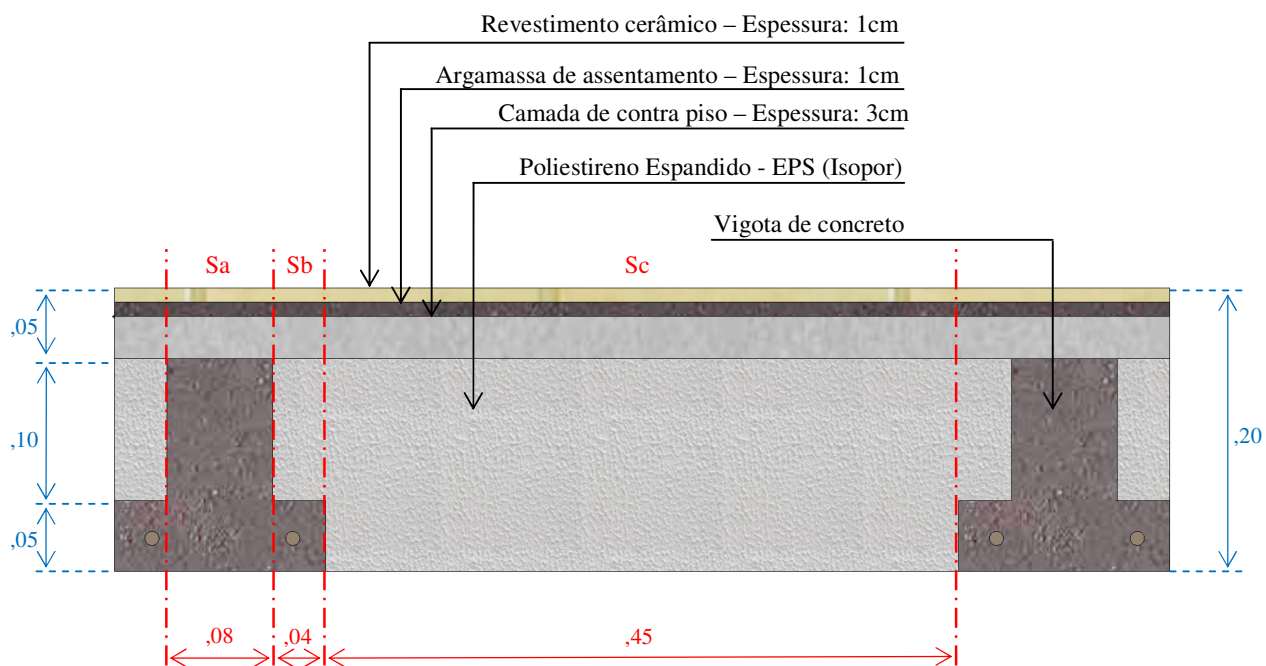 Revestimento cerâmico – Espessura: 1cm
Argamassa de assentamento – Espessura: 1cm
Camada de contra piso – Espessura: 3cm
Poliestireno Espandido - EPS (Isopor)
Vigota de concreto
Sa Sb Sc
,05
,10
,20
,05
,08 ,04 ,45